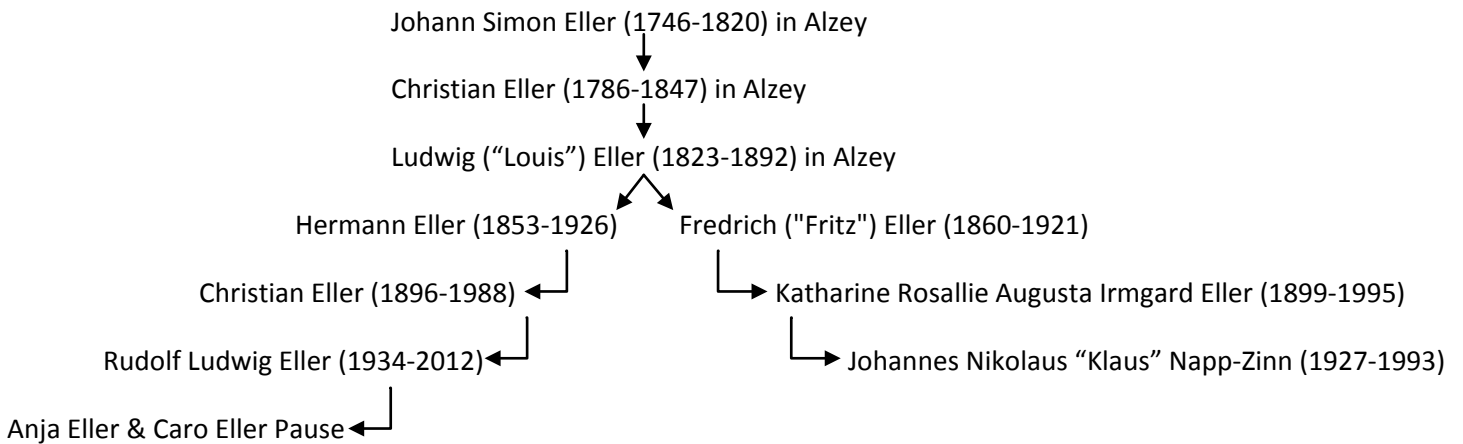 Johann Simon Eller (1746-1820) in Alzey
Christian Eller (1786-1847) in Alzey
Ludwig (“Louis”) Eller (1823-1892) in Alzey
Hermann Eller (1853-1926) Fredrich ("Fritz") Eller (1860-1921)
Christian Eller (1896-1988) Katharine Rosallie Augusta Irmgard Eller (1899-1995)
Rudolf Ludwig Eller (1934-2012) Johannes Nikolaus “Klaus” Napp-Zinn (1927-1993)
Anja Eller & Caro Eller Pause